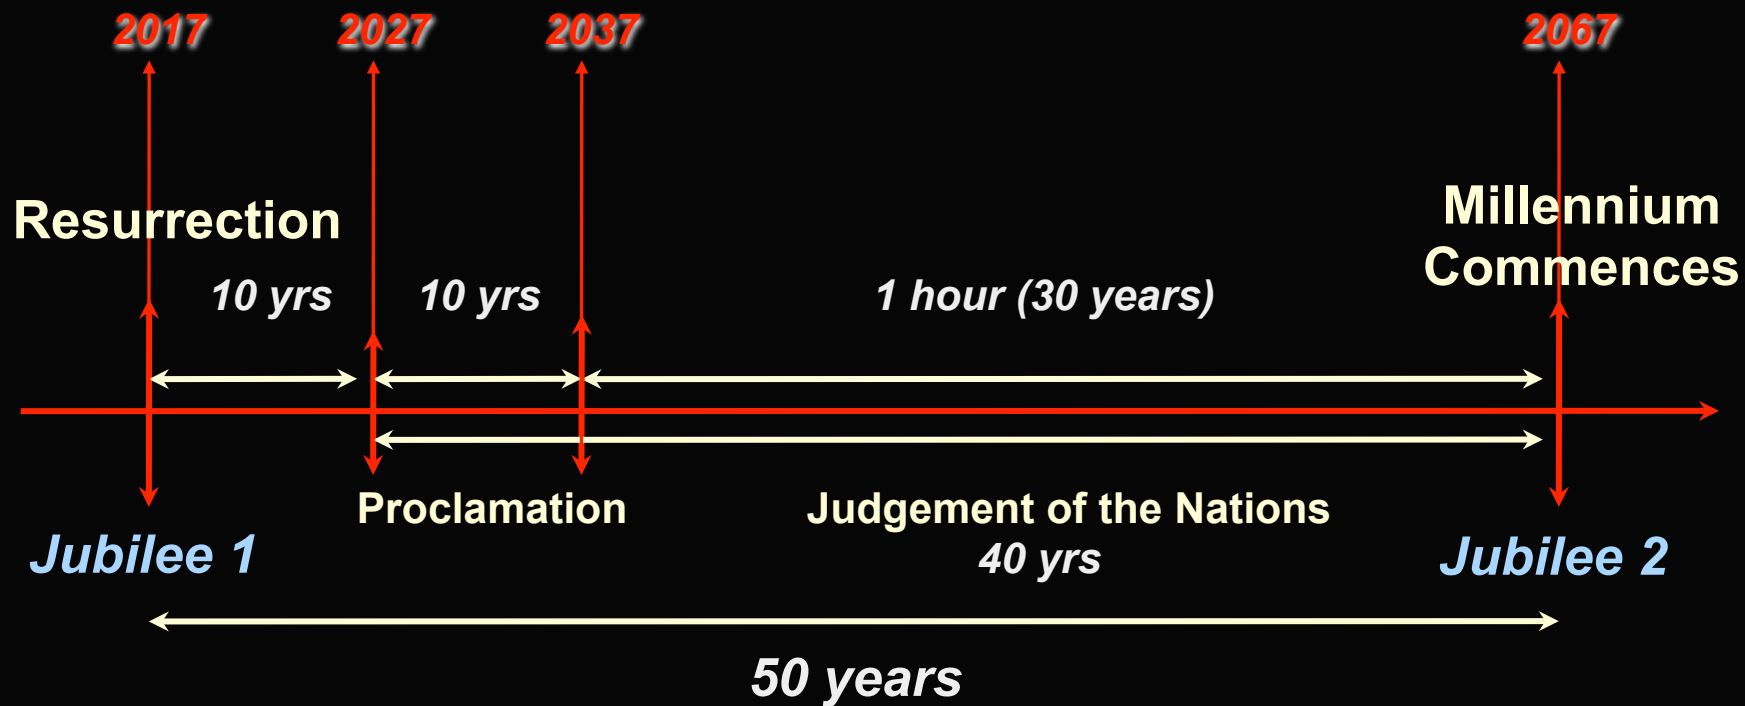 2017 2027 2037 2067
Resurrection
Millennium
Commences
10 yrs 10 yrs 1 hour (30 years)
Proclamation Judgement of the Nations
40 yrs
Jubilee 1 Jubilee 2
50 years